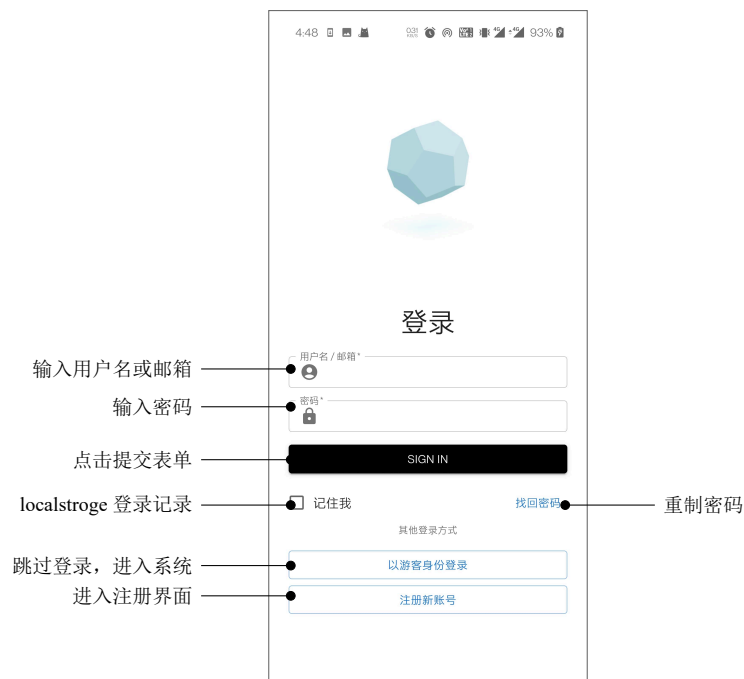 4:48 93%
登录
输入用户名或邮箱
用户名 / 邮箱*
输入密码
密码*
点击提交表单
SIGN IN
localstroge 登录记录
记住我
找回密码
重制密码
其他登录方式
跳过登录，进入系统
以游客身份登录
进入注册界面
注册新账号